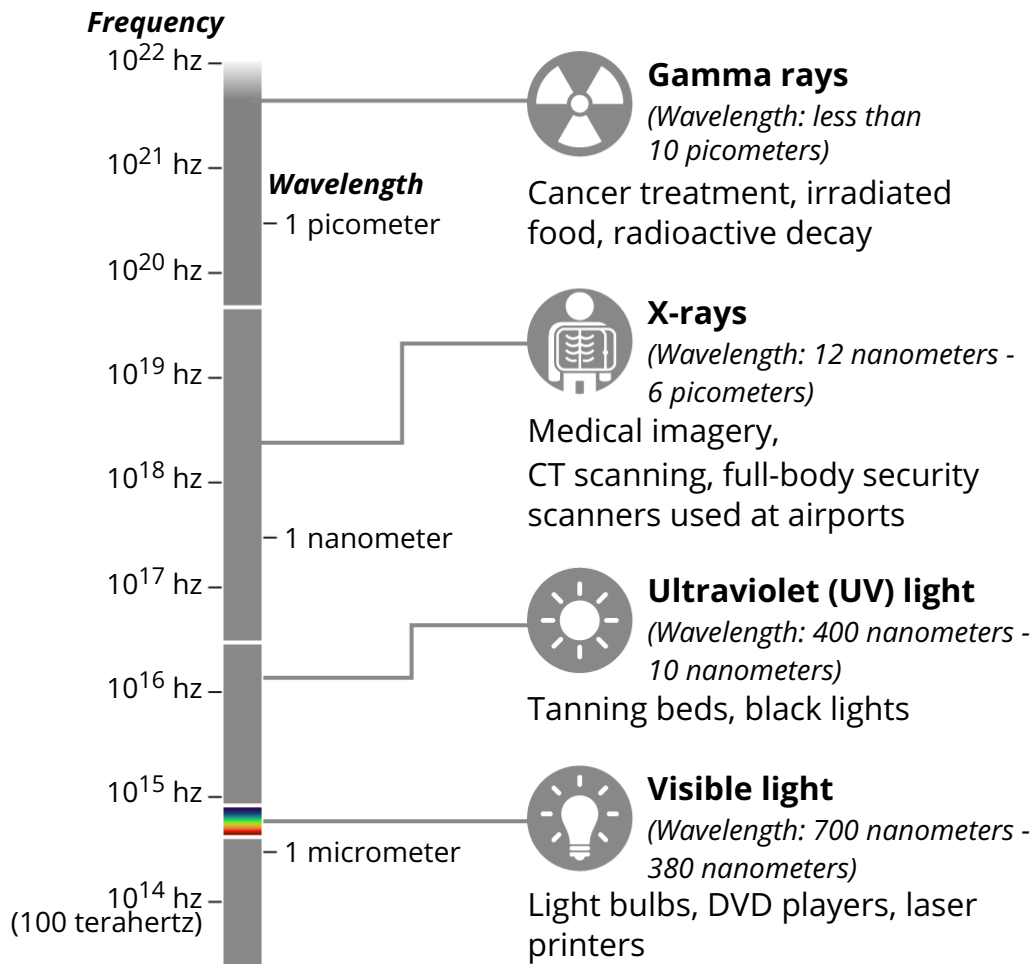 Frequency
10²² hz
Gamma rays
(Wavelength: less than
10 picometers)
10²¹ hz
Wavelength
Cancer treatment, irradiated
1 picometer
food, radioactive decay
10²⁰ hz
X-rays
(Wavelength: 12 nanometers -
10¹⁹ hz
6 picometers)
Medical imagery,
10¹⁸ hz
CT scanning, full-body security
scanners used at airports
1 nanometer
10¹⁷ hz
Ultraviolet (UV) light
(Wavelength: 400 nanometers -
10 nanometers)
10¹⁶ hz
Tanning beds, black lights
10¹⁵ hz
Visible light
(Wavelength: 700 nanometers -
1 micrometer
380 nanometers)
10¹⁴ hz
(100 terahertz)
Light bulbs, DVD players, laser
printers